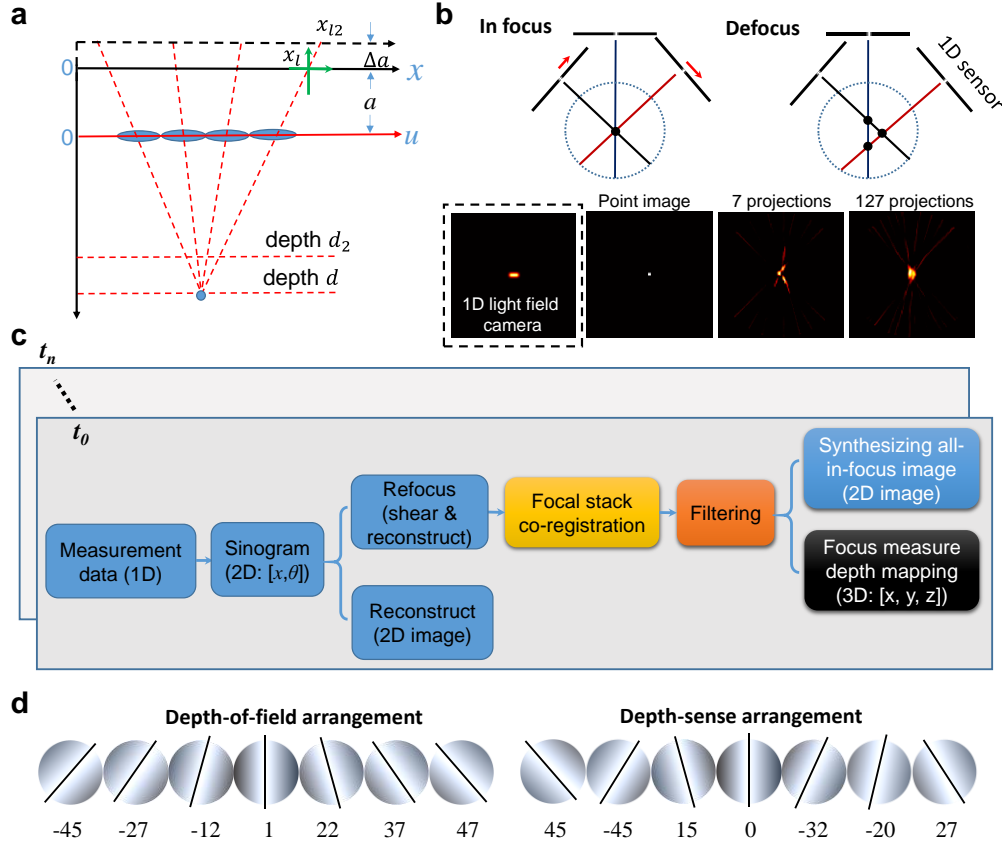 a
x_{l2}
0
x_l
Δa
x
a
0
u
depth d_2
depth d
b
In focus
Defocus
1D sensor
Point image
7 projections
127 projections
1D light field
camera
c
t_n
t_0
Measurement
data (1D)
Sinogram
(2D: [x,θ])
Refocus
(shear &
reconstruct)
Reconstruct
(2D image)
Focal stack
co-registration
Filtering
Synthesizing all-
in-focus image
(2D image)
Focus measure
depth mapping
(3D: [x, y, z])
d
Depth-of-field arrangement
-45 -27 -12 1 22 37 47
Depth-sense arrangement
45 -45 15 0 -32 -20 27